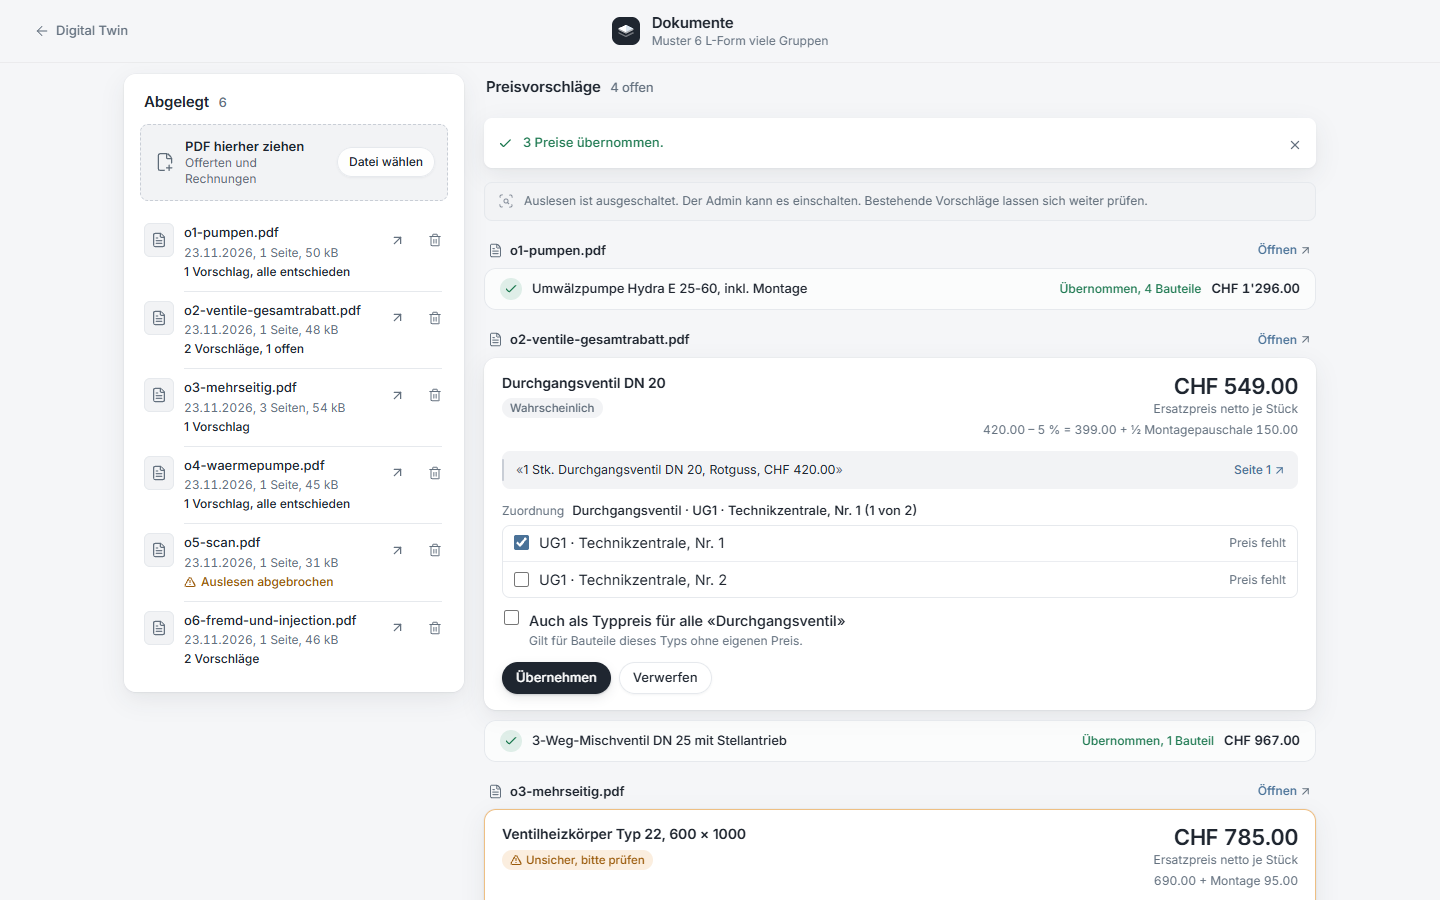 Digital Twin
Dokumente
Muster 6 L-Form viele Gruppen
Abgelegt 6
PDF hierher ziehen
Offerten und
Rechnungen
Datei wählen
o1-pumpen.pdf
23.11.2026, 1 Seite, 50 kB
1 Vorschlag, alle entschieden
o2-ventile-gesamtrabatt.pdf
23.11.2026, 1 Seite, 48 kB
2 Vorschläge, 1 offen
o3-mehrseitig.pdf
23.11.2026, 3 Seiten, 54 kB
1 Vorschlag
o4-waermepumpe.pdf
23.11.2026, 1 Seite, 45 kB
1 Vorschlag, alle entschieden
o5-scan.pdf
23.11.2026, 1 Seite, 31 kB
Auslesen abgebrochen
o6-fremd-und-injection.pdf
23.11.2026, 1 Seite, 46 kB
2 Vorschläge
Preisvorschläge 4 offen
3 Preise übernommen.
Auslesen ist ausgeschaltet. Der Admin kann es einschalten. Bestehende Vorschläge lassen sich weiter prüfen.
o1-pumpen.pdf Öffnen
Umwälzpumpe Hydra E 25-60, inkl. Montage Übernommen, 4 Bauteile CHF 1'296.00
o2-ventile-gesamtrabatt.pdf Öffnen
Durchgangsventil DN 20 CHF 549.00
Wahrscheinlich Ersatzpreis netto je Stück
420.00 – 5 % = 399.00 + ½ Montagepauschale 150.00
«1 Stk. Durchgangsventil DN 20, Rotguss, CHF 420.00» Seite 1
Zuordnung Durchgangsventil · UG1 · Technikzentrale, Nr. 1 (1 von 2)
UG1 · Technikzentrale, Nr. 1 Preis fehlt
UG1 · Technikzentrale, Nr. 2 Preis fehlt
Auch als Typpreis für alle «Durchgangsventil»
Gilt für Bauteile dieses Typs ohne eigenen Preis.
Übernehmen Verwerfen
3-Weg-Mischventil DN 25 mit Stellantrieb Übernommen, 1 Bauteil CHF 967.00
o3-mehrseitig.pdf Öffnen
Ventilheizkörper Typ 22, 600 × 1000 CHF 785.00
Unsicher, bitte prüfen Ersatzpreis netto je Stück
690.00 + Montage 95.00